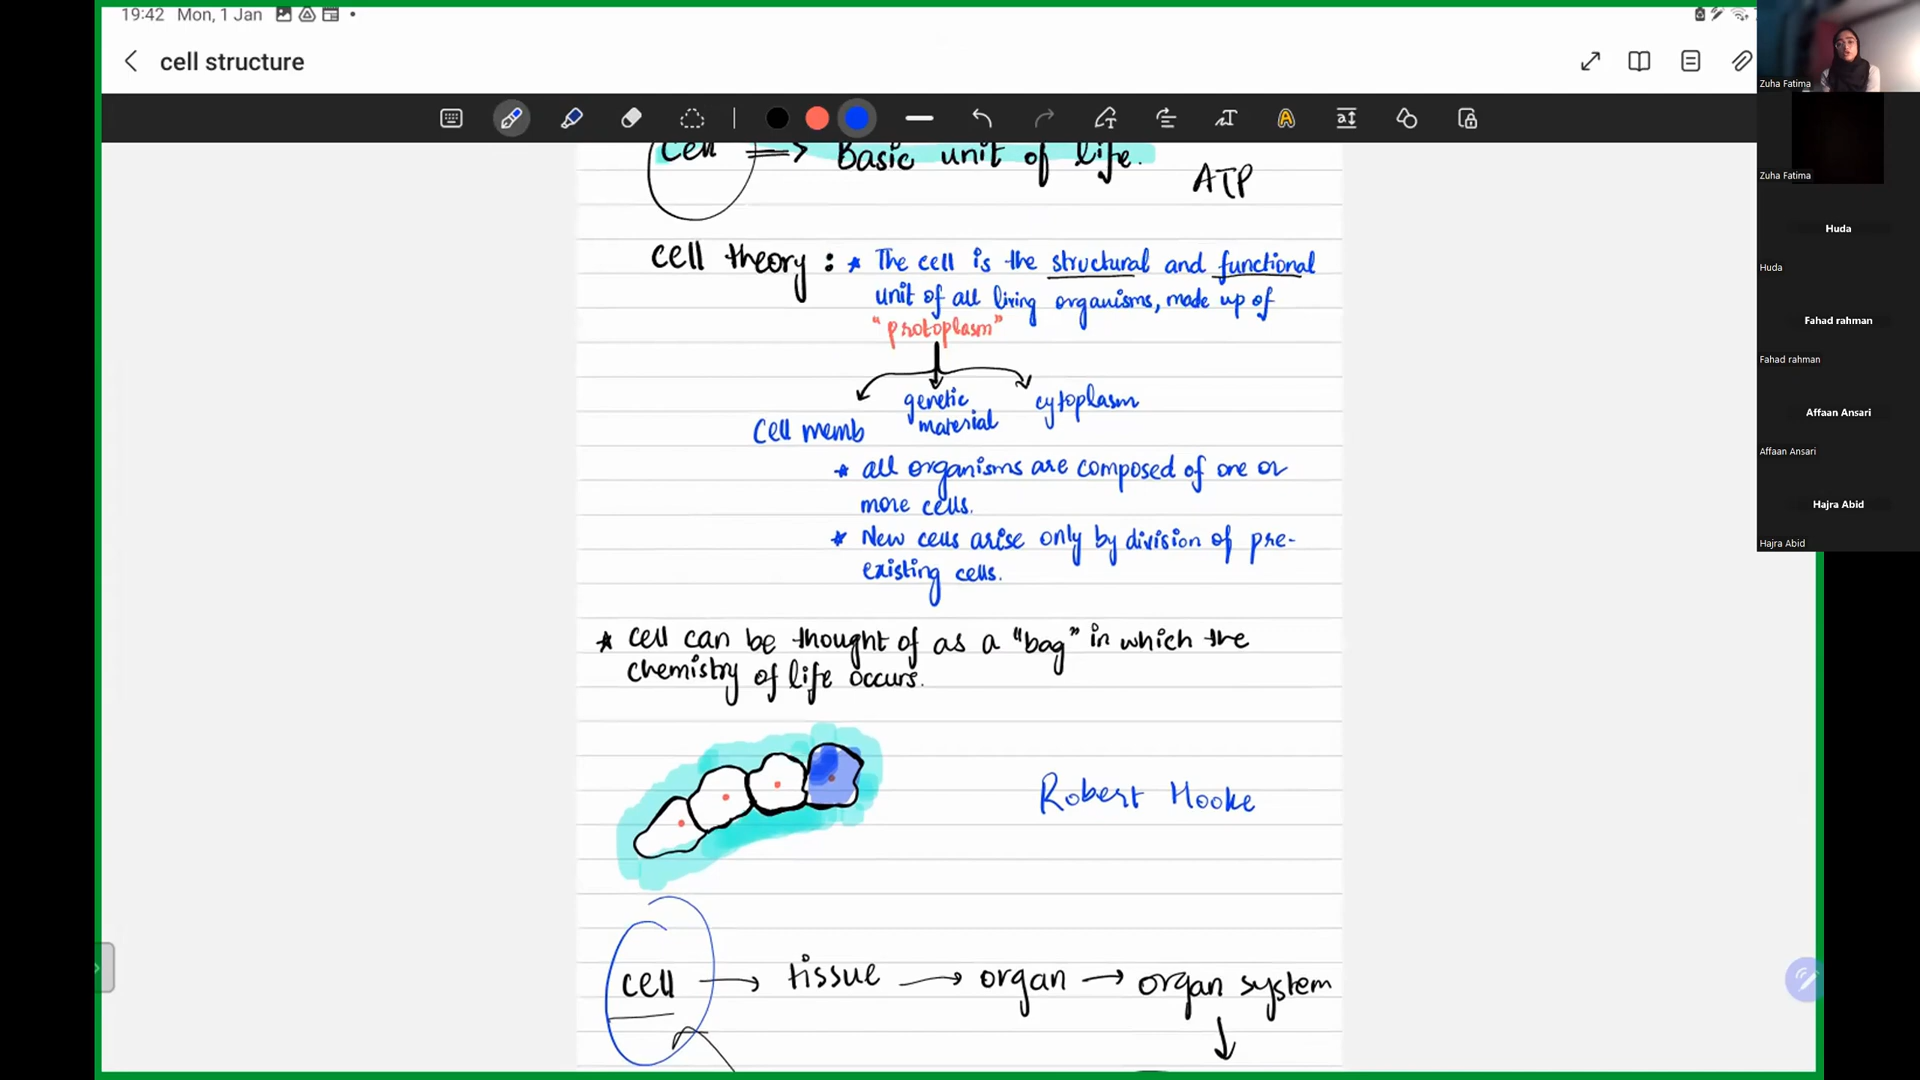 19:42 Mon, 1 Jan
cell structure
Cell => Basic unit of life.
ATP
cell theory : * The cell is the structural and functional
unit of all living organisms, made up of
"protoplasm"
genetic cytoplasm
Cell memb material
* all organisms are composed of one or
more cells.
* New cells arise only by division of pre-
existing cells.
* cell can be thought of as a "bag" in which the
chemistry of life occurs.
Robert Hooke
cell → tissue → organ → organ system
Zuha Fatima
Zuha Fatima
Huda
Huda
Fahad rahman
Fahad rahman
Affaan Ansari
Affaan Ansari
Hajra Abid
Hajra Abid